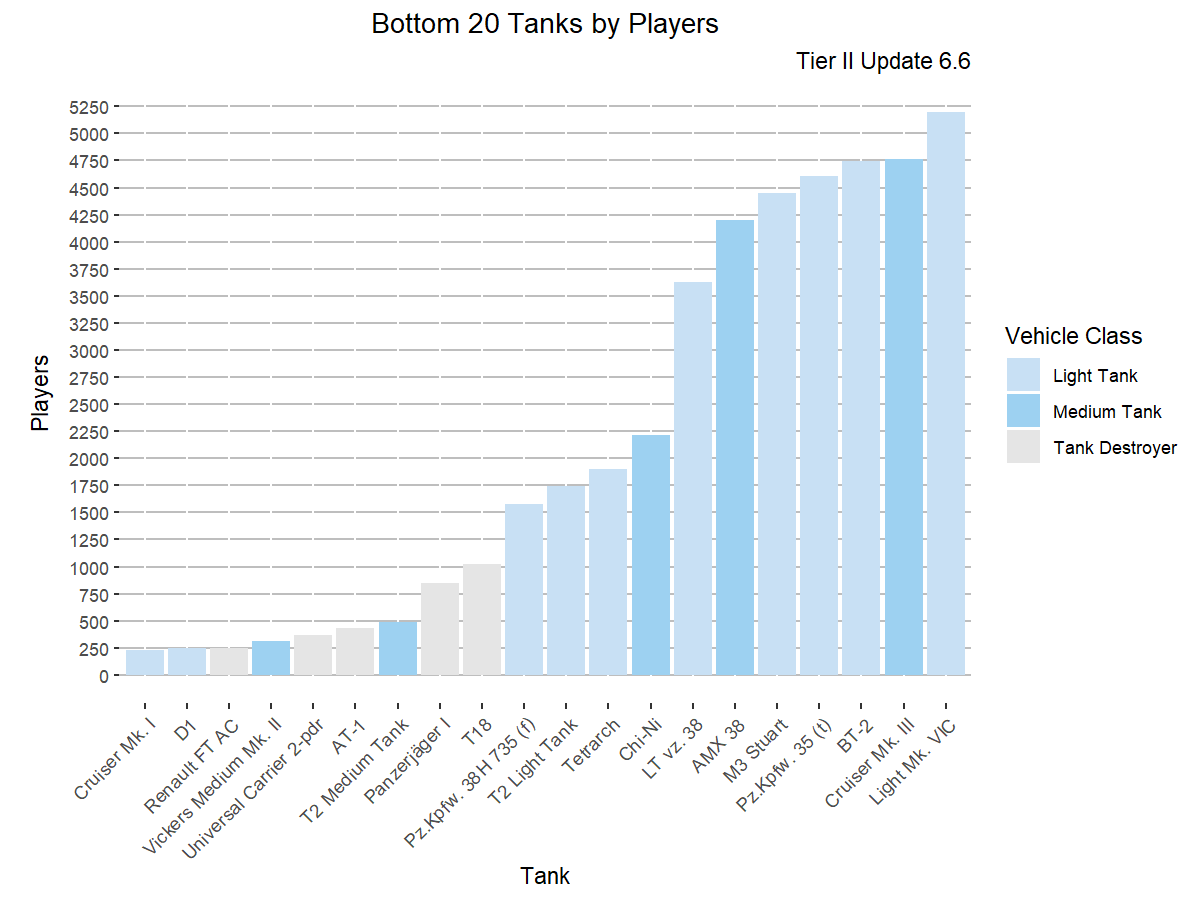 Bottom 20 Tanks by Players
Tier II Update 6.6
Players
5250
5000
4750
4500
4250
4000
3750
3500
3250
3000
2750
2500
2250
2000
1750
1500
1250
1000
750
500
250
0
Cruiser Mk. I
D1
Renault FT AC
Vickers Medium Mk. II
Universal Carrier 2-pdr
AT-1
T2 Medium Tank
Panzerjäger I
T18
Pz.Kpfw. 38 H 735 (f)
T2 Light Tank
Tetrarch
Chi-Ni
LT vz. 38
AMX 38
M3 Stuart
Pz.Kpfw. 35 (t)
BT-2
Cruiser Mk. III
Light Mk. VIC
Tank
Vehicle Class
Light Tank
Medium Tank
Tank Destroyer